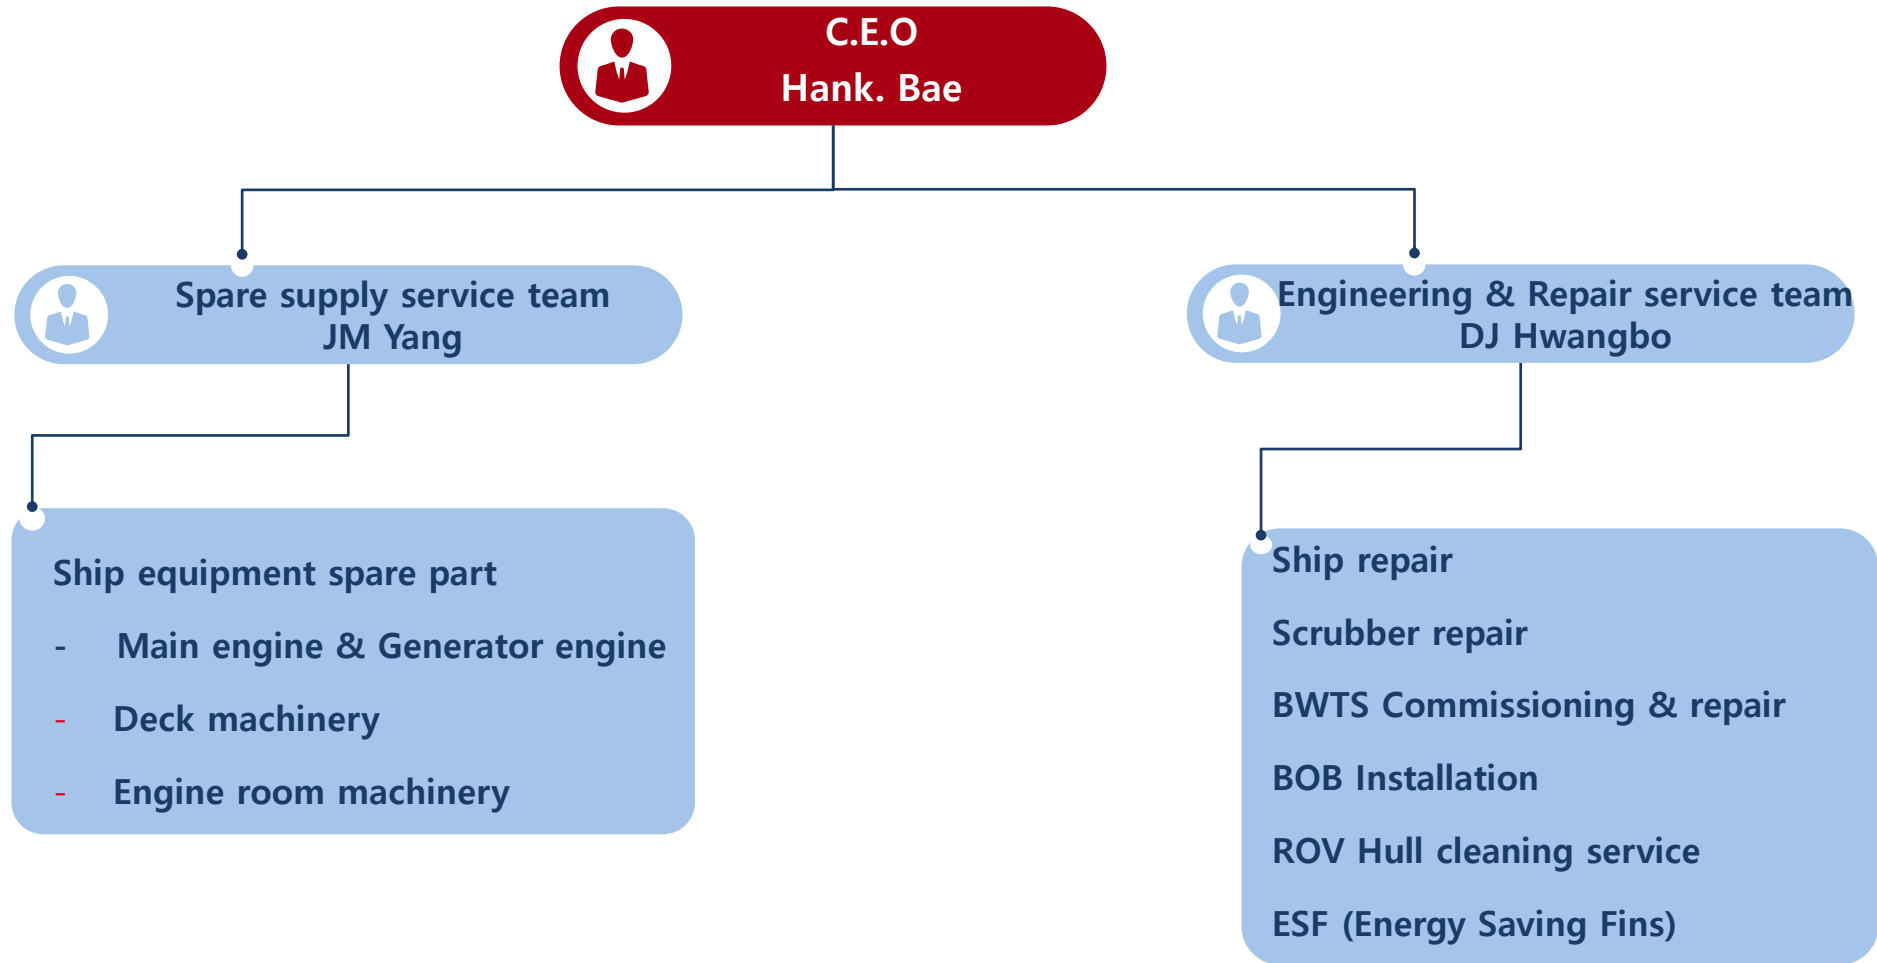 C.E.O
Hank. Bae
Spare supply service team
JM Yang
Engineering & Repair service team
DJ Hwangbo
Ship equipment spare part
- Main engine & Generator engine
- Deck machinery
- Engine room machinery
Ship repair
Scrubber repair
BWTS Commissioning & repair
BOB Installation
ROV Hull cleaning service
ESF (Energy Saving Fins)